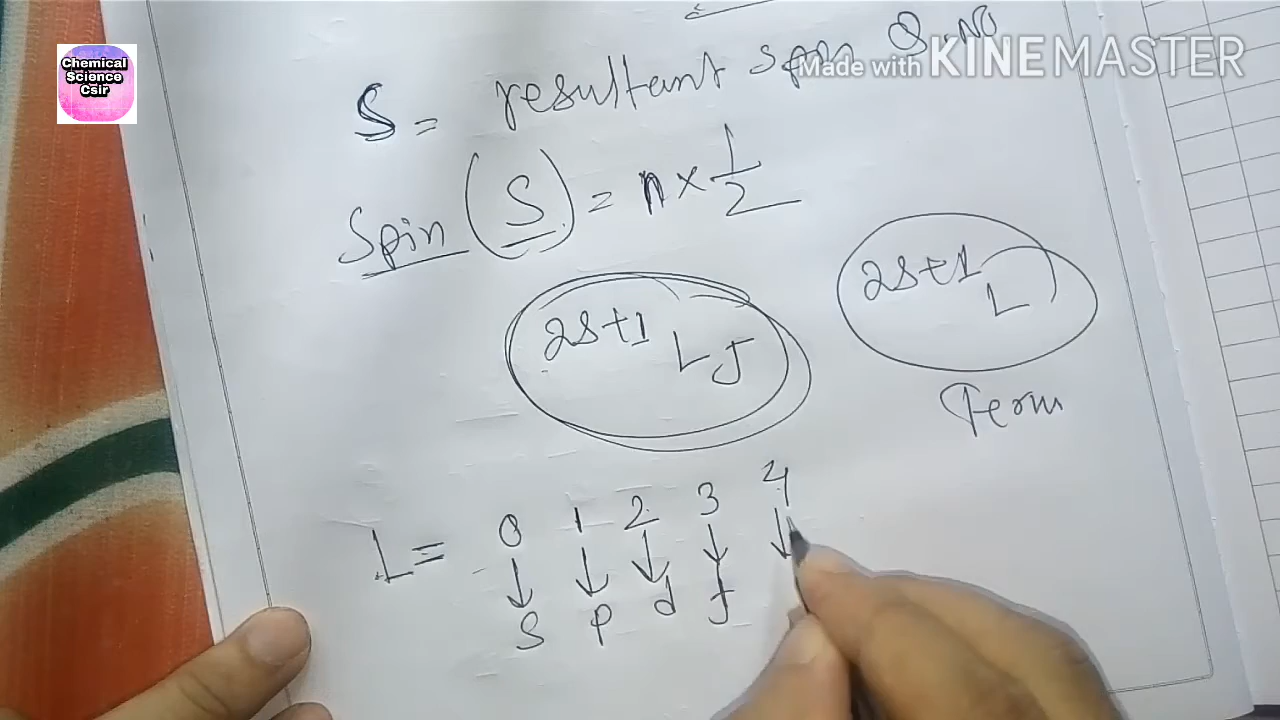 Chemical
Science
Csir
Made with KINEMASTER
S = resultant spin Q.NO
Spin (S) = n × 1/2
2S+1 L J
2S+1 L
Term
L = 0 1 2 3 4
↓ ↓ ↓ ↓ ↓
S P d f